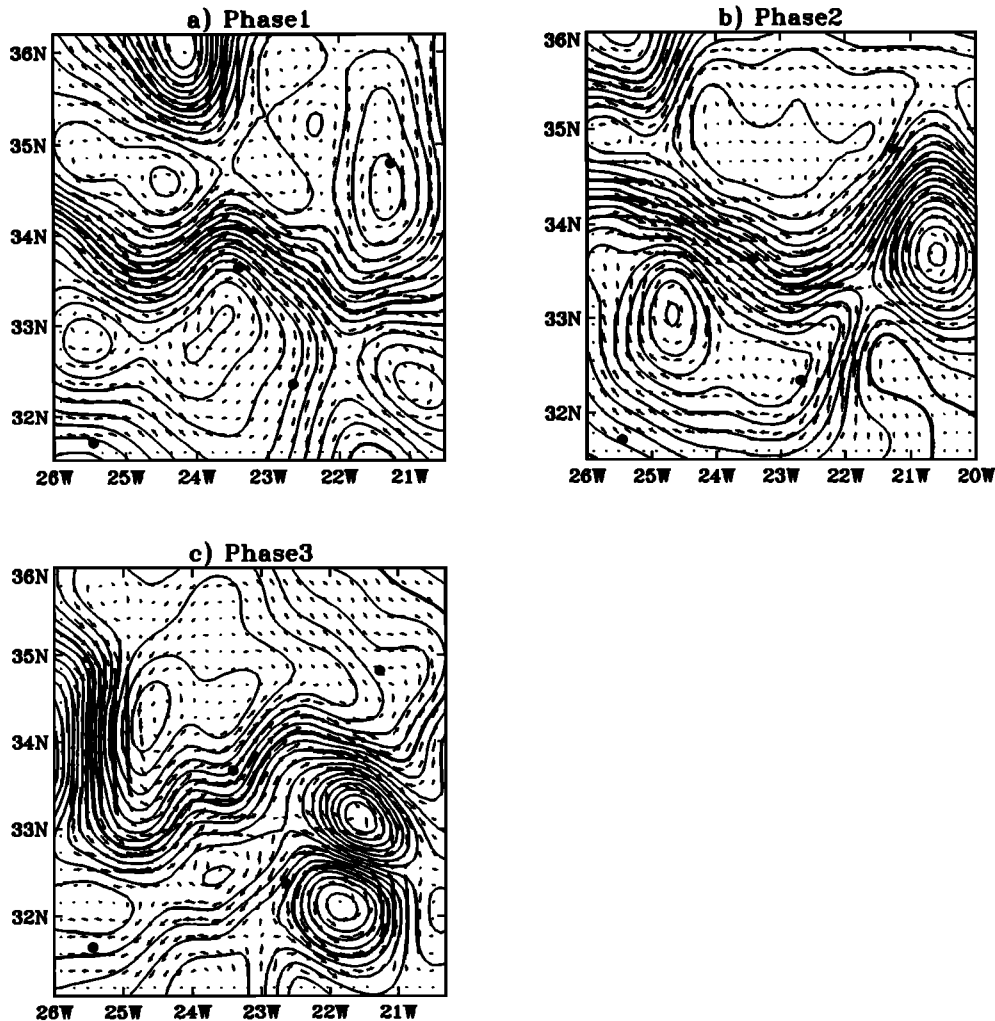 a) Phase1
36N
35N
34N
33N
32N
26W 25W 24W 23W 22W 21W
b) Phase2
36N
35N
34N
33N
32N
26W 25W 24W 23W 22W 21W 20W
c) Phase3
36N
35N
34N
33N
32N
26W 25W 24W 23W 22W 21W